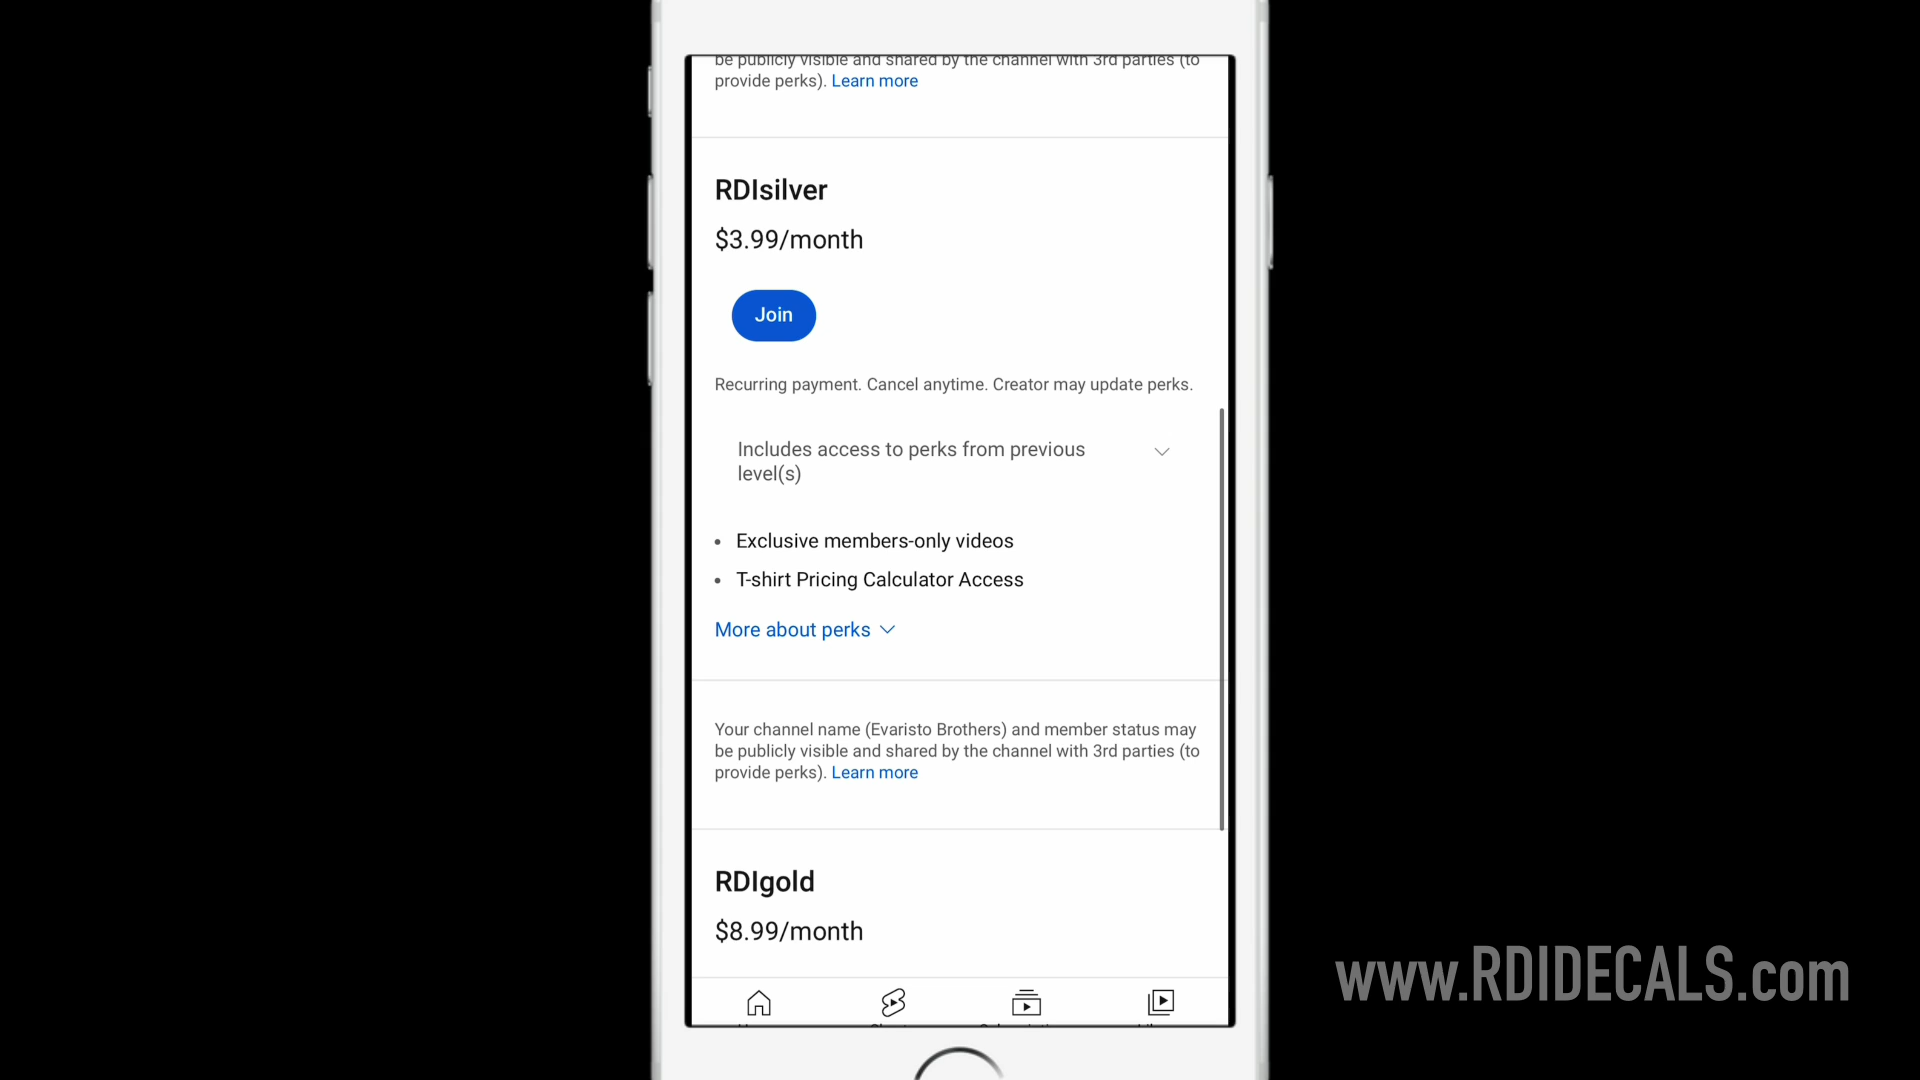 be publicly visible and shared by the channel with 3rd parties (to
provide perks). Learn more
RDIsilver
$3.99/month
Join
Recurring payment. Cancel anytime. Creator may update perks.
Includes access to perks from previous
level(s)
• Exclusive members-only videos
• T-shirt Pricing Calculator Access
More about perks
Your channel name (Evaristo Brothers) and member status may
be publicly visible and shared by the channel with 3rd parties (to
provide perks). Learn more
RDIgold
$8.99/month
www.RDIDECALS.com